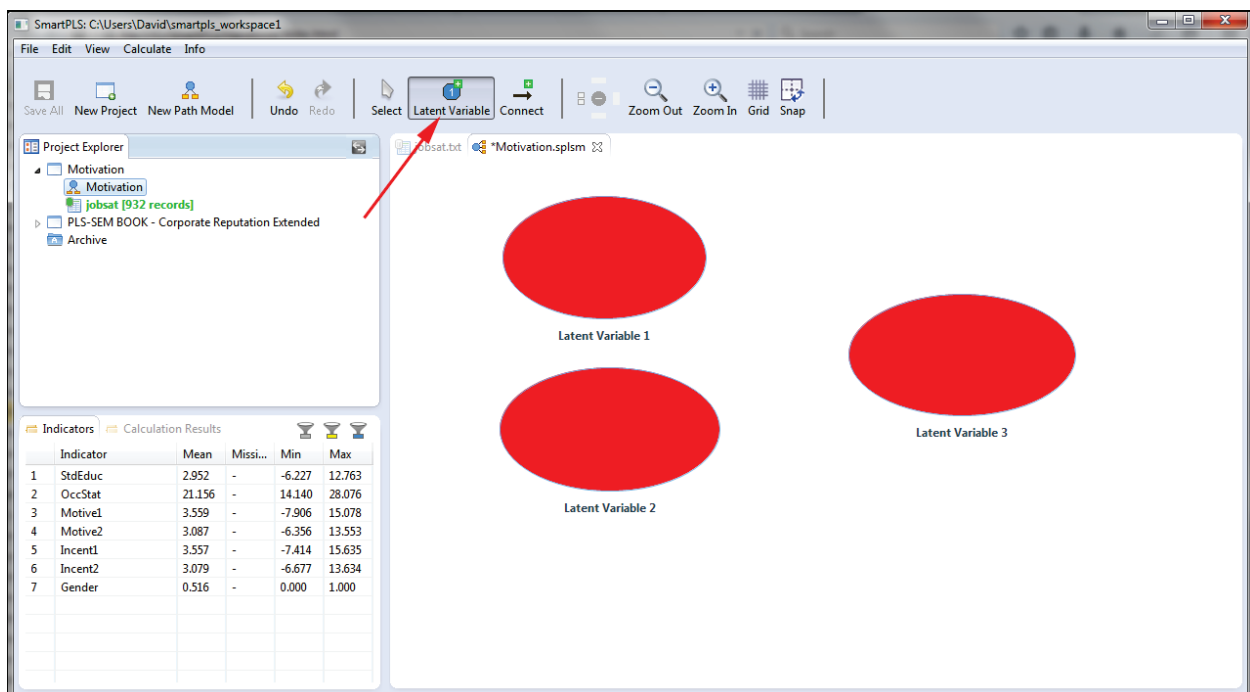 SmartPLS: C:\Users\David\smartpls_workspace1
File Edit View Calculate Info
Save All New Project New Path Model Undo Redo Select Latent Variable Connect Zoom Out Zoom In Grid Snap
Project Explorer
Motivation
Motivation
jobsat [932 records]
PLS-SEM BOOK - Corporate Reputation Extended
Archive
jobsat.txt *Motivation.splsm
Latent Variable 1
Latent Variable 2
Latent Variable 3
Indicators Calculation Results
Indicator Mean Missi... Min Max
1 StdEduc 2.952 - -6.227 12.763
2 OccStat 21.156 - 14.140 28.076
3 Motive1 3.559 - -7.906 15.078
4 Motive2 3.087 - -6.356 13.553
5 Incent1 3.557 - -7.414 15.635
6 Incent2 3.079 - -6.677 13.634
7 Gender 0.516 - 0.000 1.000